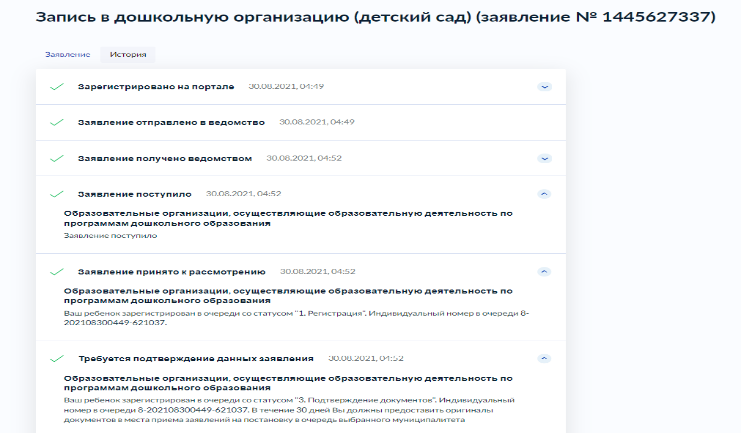 Запись в дошкольную организацию (детский сад) (заявление № 1445627337)
Заявление История
Зарегистрировано на портале 30.08.2021, 04:49
Заявление отправлено в ведомство 30.08.2021, 04:49
Заявление получено ведомством 30.08.2021, 04:52
Заявление поступило 30.08.2021, 04:52
Образовательные организации, осуществляющие образовательную деятельность по
программам дошкольного образования
Заявление поступило
Заявление принято к рассмотрению 30.08.2021, 04:52
Образовательные организации, осуществляющие образовательную деятельность по
программам дошкольного образования
Ваш ребенок зарегистрирован в очереди со статусом "1. Регистрация". Индивидуальный номер в очереди 8-
202108300449-621037.
Требуется подтверждение данных заявления 30.08.2021, 04:52
Образовательные организации, осуществляющие образовательную деятельность по
программам дошкольного образования
Ваш ребенок зарегистрирован в очереди со статусом "3. Подтверждение документов". Индивидуальный
номер в очереди 8-202108300449-621037. В течение 30 дней Вы должны предоставить оригиналы
документов в места приема заявлений на постановку в очередь выбранного муниципалитета